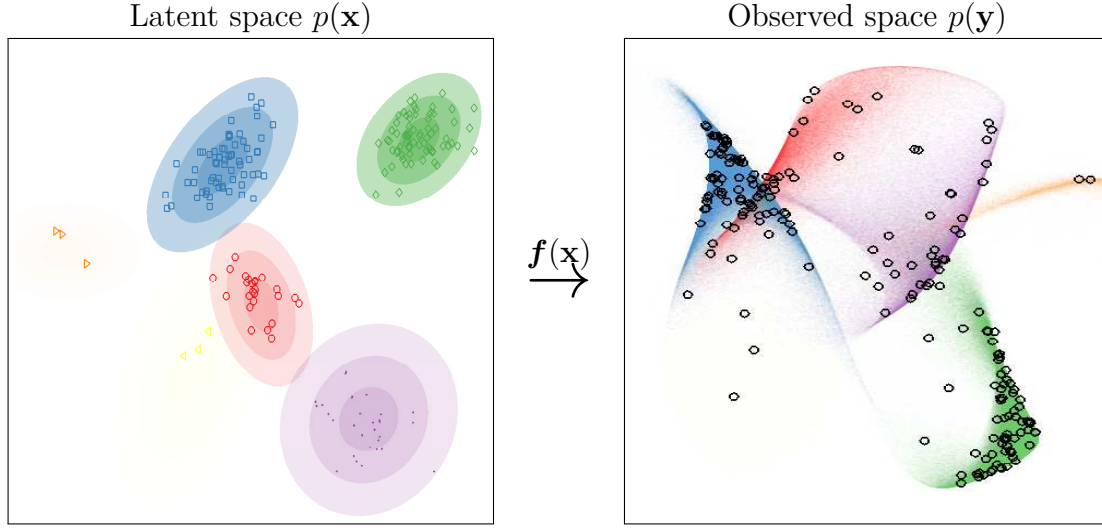 Latent space p(x)
Observed space p(y)
f(x)